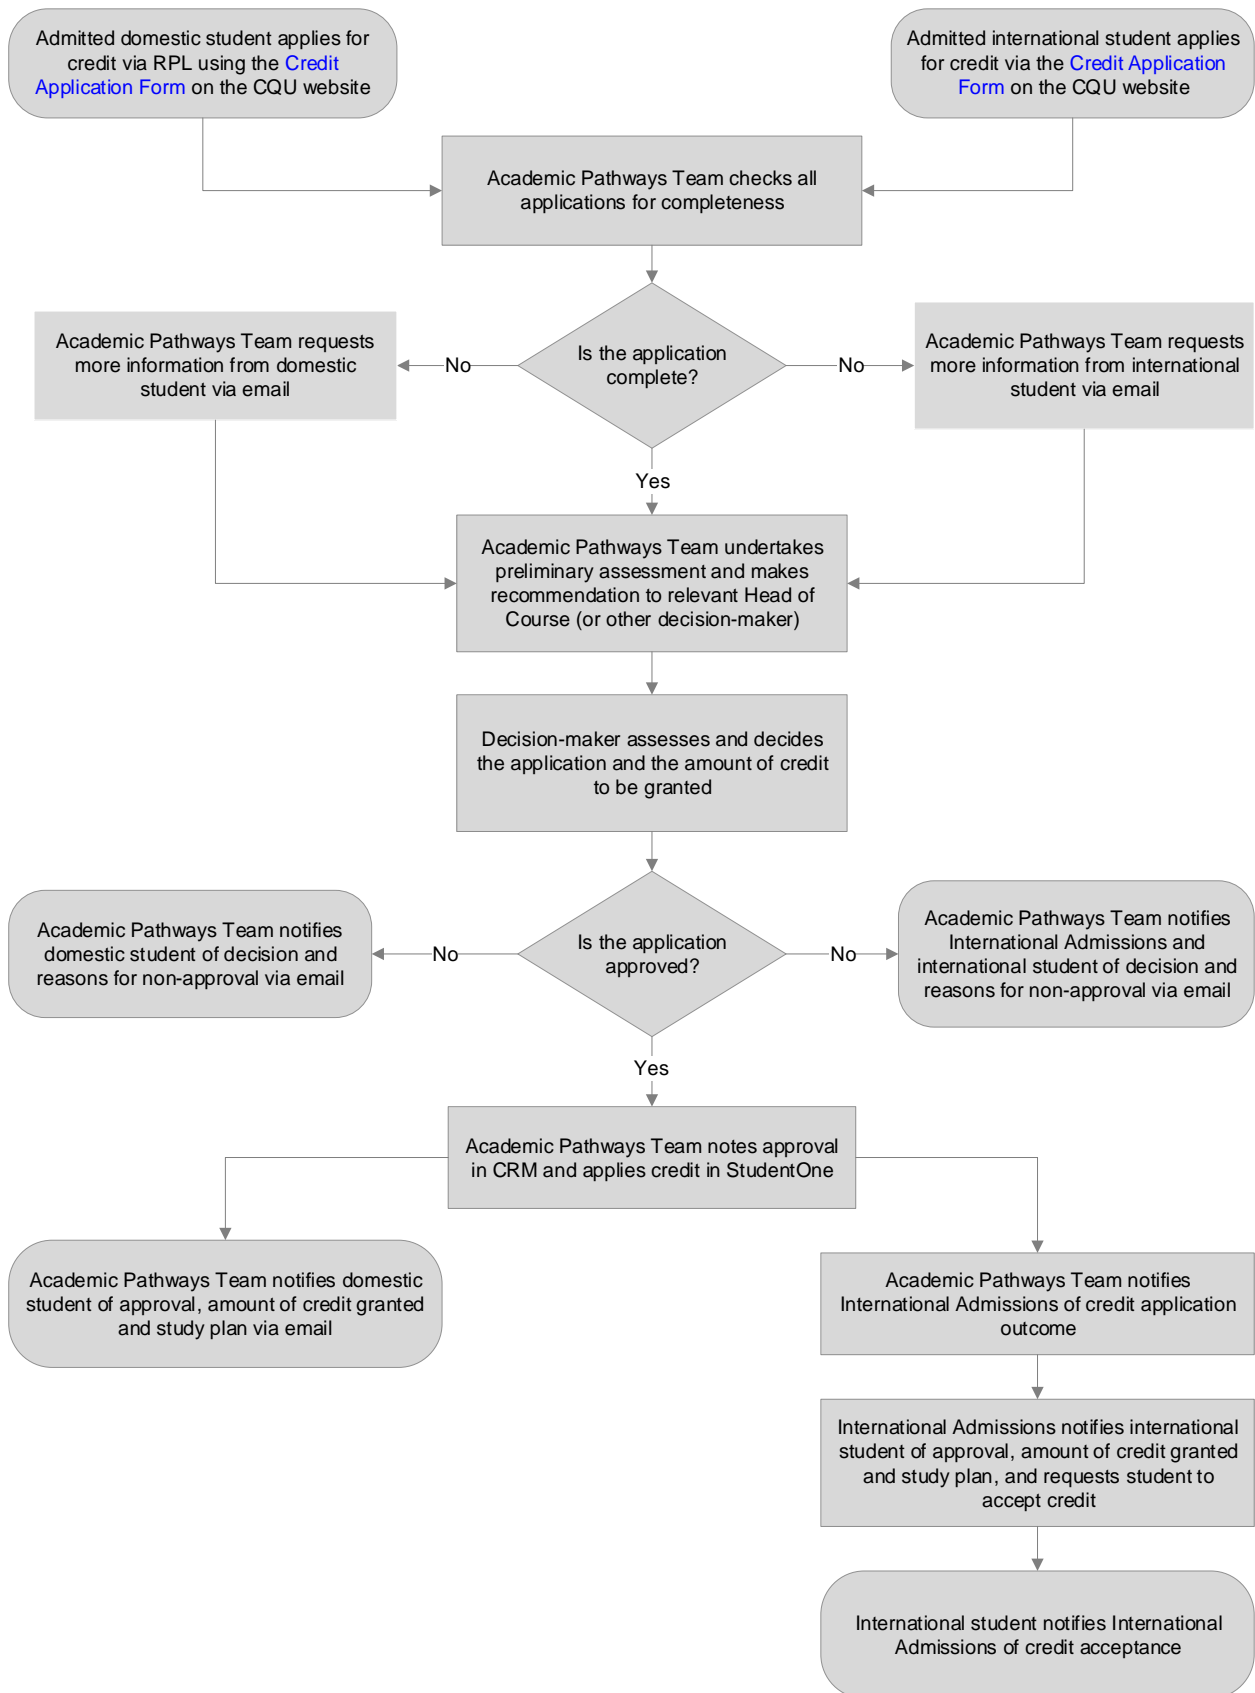 Admitted domestic student applies for
credit via RPL using the Credit
Application Form on the CQU website
Admitted international student applies
for credit via the Credit Application
Form on the CQU website
Academic Pathways Team checks all
applications for completeness
Academic Pathways Team requests
more information from domestic
student via email
No
Is the application
complete?
No
Academic Pathways Team requests
more information from international
student via email
Yes
Academic Pathways Team undertakes
preliminary assessment and makes
recommendation to relevant Head of
Course (or other decision-maker)
Decision-maker assesses and decides
the application and the amount of credit
to be granted
Academic Pathways Team notifies
domestic student of decision and
reasons for non-approval via email
No
Is the application
approved?
No
Academic Pathways Team notifies
International Admissions and
international student of decision and
reasons for non-approval via email
Yes
Academic Pathways Team notes approval
in CRM and applies credit in StudentOne
Academic Pathways Team notifies domestic
student of approval, amount of credit granted
and study plan via email
Academic Pathways Team notifies
International Admissions of credit application
outcome
International Admissions notifies international
student of approval, amount of credit granted
and study plan, and requests student to
accept credit
International student notifies International
Admissions of credit acceptance